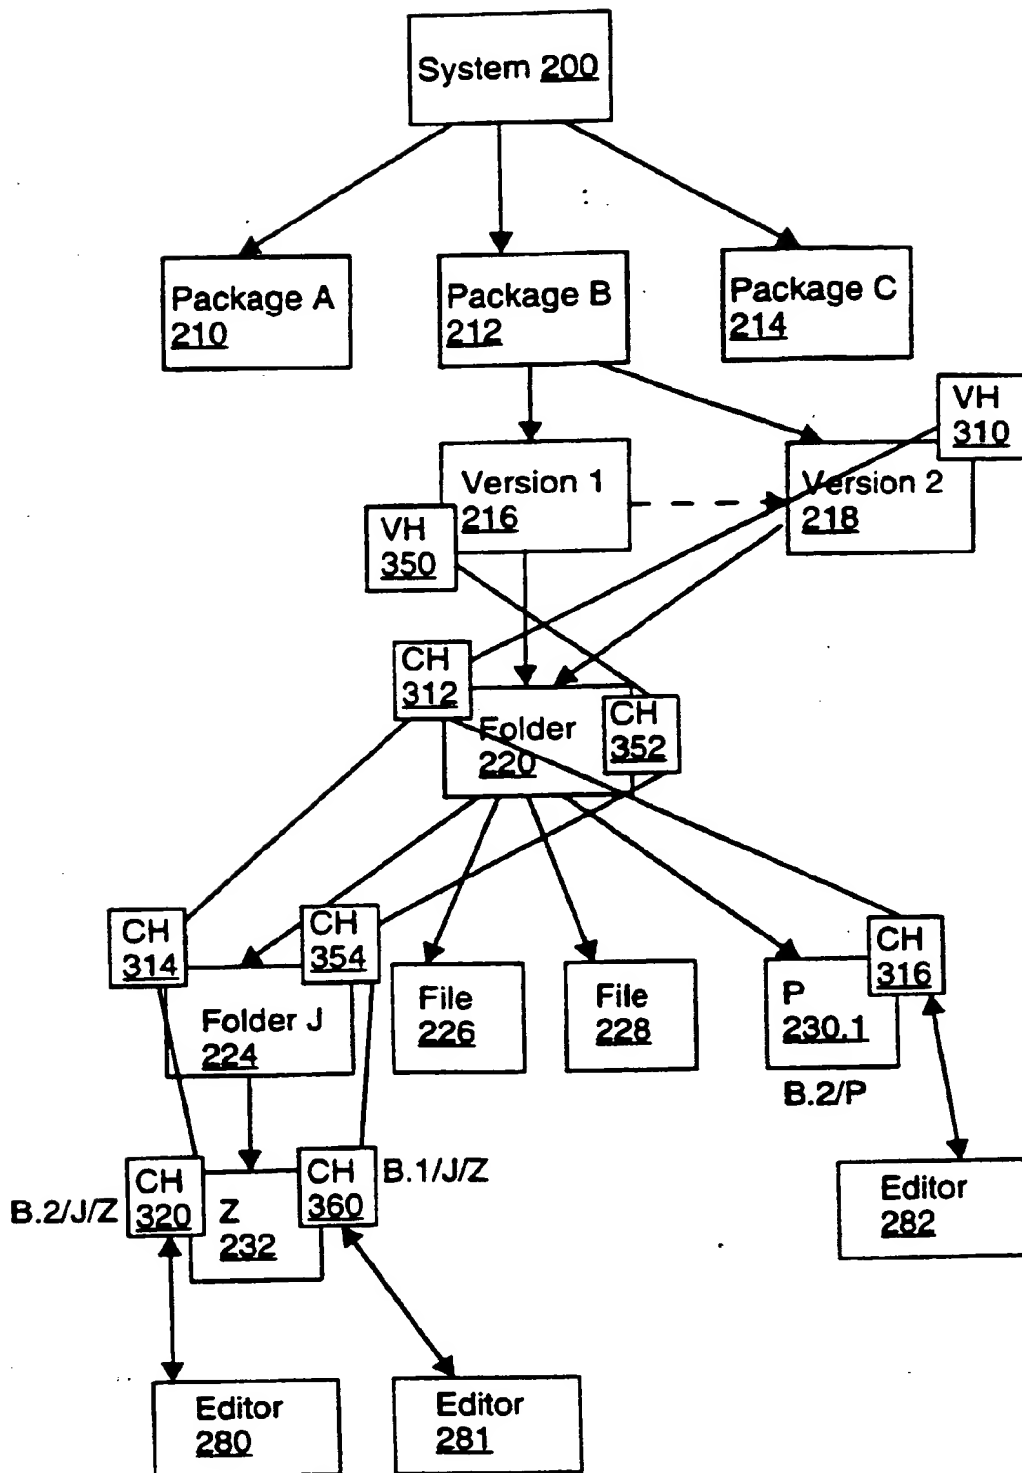 System 200
Package A
210
Package B
212
Package C
214
VH
310
Version 1
216
Version 2
218
VH
350
CH
312
Folder
220
CH
352
CH
314
CH
354
Folder J
224
File
226
File
228
P
230.1
CH
316
B.2/P
B.2/J/Z
CH
320
Z
232
CH
360
B.1/J/Z
Editor
282
Editor
280
Editor
281